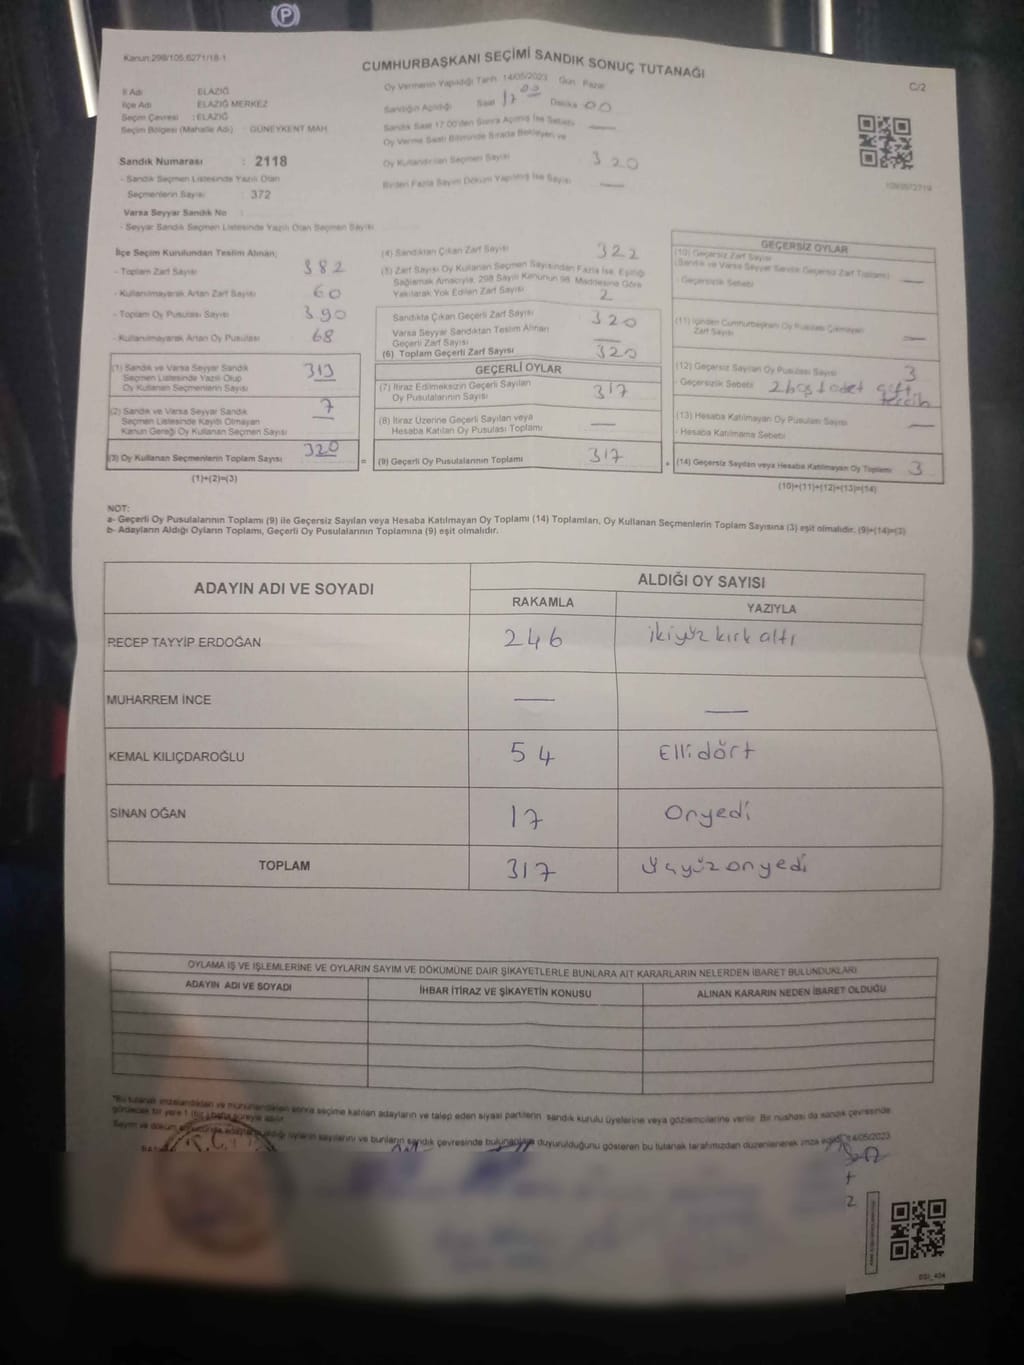 P
Kanun:298/105,6271/18-1
CUMHURBAŞKANI SEÇİMİ SANDIK SONUÇ TUTANAĞI
C/2
İl Adı ELAZIĞ
İlçe Adı ELAZIĞ MERKEZ
Seçim Çevresi : ELAZIĞ
Seçim Bölgesi (Mahalle Adı) : GÜNEYKENT MAH.
Oy Vermenin Yapıldığı Tarih 14/05/2023 Gün Pazar
Sandığın Açıldığı Saat 17 00 Dakika 00
Sandık Saat 17:00'den Sonra Açılmış İse Sebebi —
Oy Verme Saati Bitiminde Sırada Bekleyen ve
Oy Kullandırılan Seçmen Sayısı 320
Birden Fazla Sayım Döküm Yapılmış İse Sayısı —
Sandık Numarası : 2118
- Sandık Seçmen Listesinde Yazılı Olan
Seçmenlerin Sayısı : 372
Varsa Seyyar Sandık No :
- Seyyar Sandık Seçmen Listesinde Yazılı Olan Seçmen Sayısı
İlçe Seçim Kurulundan Teslim Alınan;
- Toplam Zarf Sayısı 382
- Kullanılmayarak Artan Zarf Sayısı 60
- Toplam Oy Pusulası Sayısı 390
- Kullanılmayarak Artan Oy Pusulası 68
(1) Sandık ve Varsa Seyyar Sandık
Seçmen Listesinde Yazılı Olup
Oy Kullanan Seçmenlerin Sayısı 313
(2) Sandık ve Varsa Seyyar Sandık
Seçmen Listesinde Kayıtlı Olmayan
Kanun Gereği Oy Kullanan Seçmen Sayısı 7
(3) Oy Kullanan Seçmenlerin Toplam Sayısı 320
(1)+(2)=(3)
(4) Sandıktan Çıkan Zarf Sayısı 322
(5) Zarf Sayısı Oy Kullanan Seçmen Sayısından Fazla İse, Eşitliği
Sağlamak Amacıyla, 298 Sayılı Kanunun 98. Maddesine Göre
Yakılarak Yok Edilen Zarf Sayısı 2
Sandıkta Çıkan Geçerli Zarf Sayısı 320
Varsa Seyyar Sandıktan Teslim Alınan
Geçerli Zarf Sayısı —
(6) Toplam Geçerli Zarf Sayısı 320
GEÇERLİ OYLAR
(7) İtiraz Edilmeksizin Geçerli Sayılan
Oy Pusulalarının Sayısı 317
(8) İtiraz Üzerine Geçerli Sayılan veya
Hesaba Katılan Oy Pusulası Toplamı —
= (9) Geçerli Oy Pusulalarının Toplamı 317 +
GEÇERSİZ OYLAR
(10) Geçersiz Zarf Sayısı
(Sandık ve Varsa Seyyar Sandık Geçersiz Zarf Toplamı)
- Geçersizlik Sebebi —
(11) İçinden Cumhurbaşkanı Oy Pusulası Çıkmayan
Zarf Sayısı —
(12) Geçersiz Sayılan Oy Pusulası Sayısı 3
- Geçersizlik Sebebi 2 boş 1 adet çift
tercih
(13) Hesaba Katılmayan Oy Pusulası Sayısı —
- Hesaba Katılmama Sebebi
(14) Geçersiz Sayılan veya Hesaba Katılmayan Oy Toplamı 3
(10)+(11)+(12)+(13)=(14)
NOT:
a- Geçerli Oy Pusulalarının Toplamı (9) ile Geçersiz Sayılan veya Hesaba Katılmayan Oy Toplamı (14) Toplamları, Oy Kullanan Seçmenlerin Toplam Sayısına (3) eşit olmalıdır. (9)+(14)=(3)
b- Adayların Aldığı Oyların Toplamı, Geçerli Oy Pusulalarının Toplamına (9) eşit olmalıdır.
ADAYIN ADI VE SOYADI
ALDIĞI OY SAYISI
RAKAMLA YAZIYLA
RECEP TAYYİP ERDOĞAN 246 ikiyüz kırk altı
MUHARREM İNCE — —
KEMAL KILIÇDAROĞLU 54 Ellidört
SİNAN OĞAN 17 Onyedi
TOPLAM 317 Üçyüzonyedi
OYLAMA İŞ VE İŞLEMLERİNE VE OYLARIN SAYIM VE DÖKÜMÜNE DAİR ŞİKAYETLERLE BUNLARA AİT KARARLARIN NELERDEN İBARET BULUNDUKLARI
ADAYIN ADI VE SOYADI İHBAR İTİRAZ VE ŞİKAYETİN KONUSU ALINAN KARARIN NEDEN İBARET OLDUĞU
*Bu tutanak imzalandıktan ve mühürlendikten sonra seçime katılan adayların ve talep eden siyasi partilerin sandık kurulu üyelerine veya gözlemcilerine verilir. Bir nüshası da sandık çevresinde
görülecek bir yere 1 (bir) hafta süreyle asılır.
oyların sayılarını ve bunların sandık çevresinde bulunanlara duyurulduğunu gösteren bu tutanak tarafımızdan düzenlenerek imza edildi. 14/05/2023
T.C.